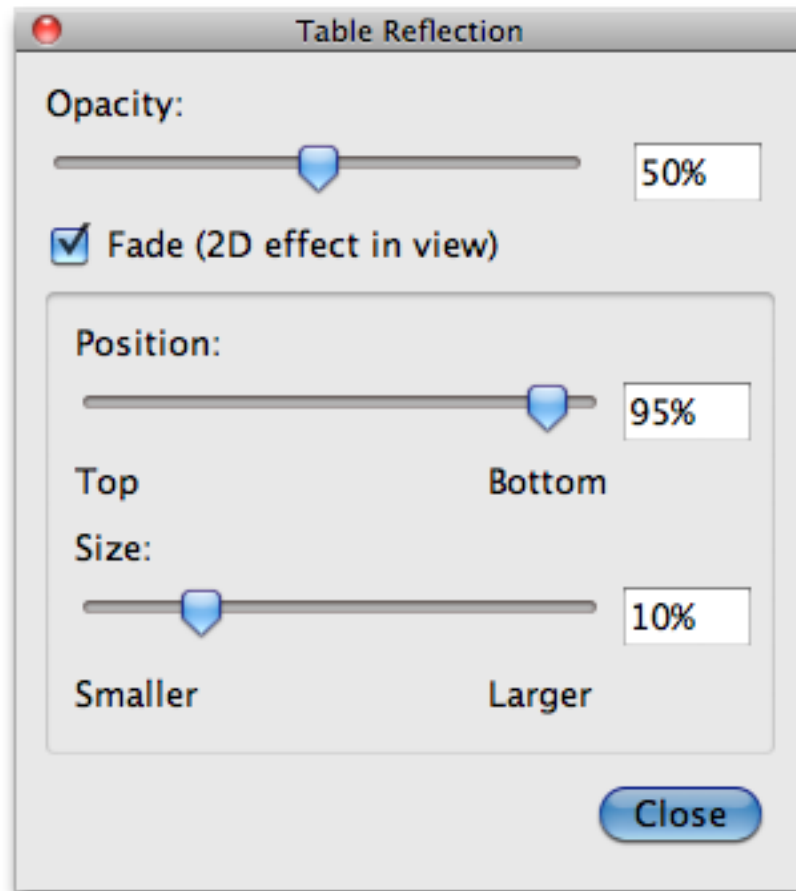 Table Reflection
Opacity:
50%
Fade (2D effect in view)
Position:
95%
Top Bottom
Size:
10%
Smaller Larger
Close